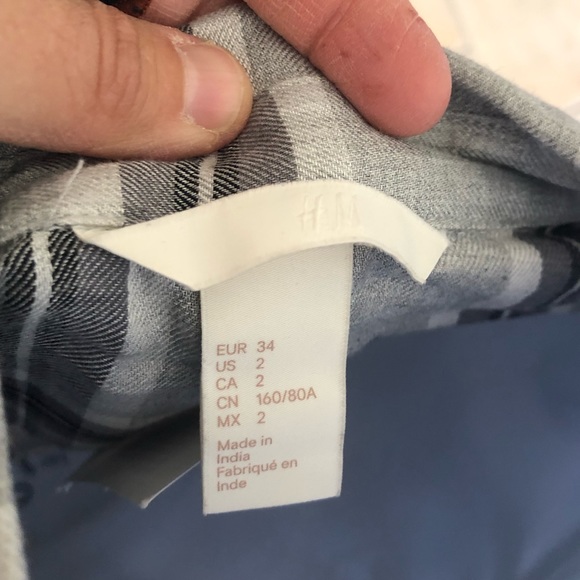 H&M
EUR 34
US 2
CA 2
CN 160/80A
MX 2
Made in
India
Fabriqué en
Inde